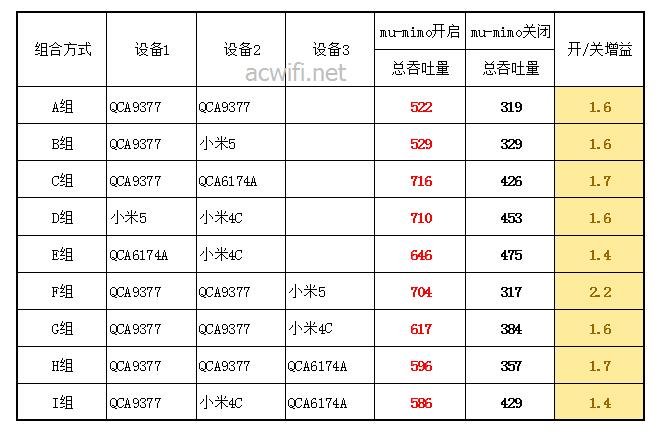 组合方式 设备1 设备2 设备3 mu-mimo开启 mu-mimo关闭 开/关增益
总吞吐量 总吞吐量
acwifi.net
A组 QCA9377 QCA9377 522 319 1.6
B组 QCA9377 小米5 529 329 1.6
C组 QCA9377 QCA6174A 716 426 1.7
D组 小米5 小米4C 710 453 1.6
E组 QCA6174A 小米4C 646 475 1.4
F组 QCA9377 QCA9377 小米5 704 317 2.2
G组 QCA9377 QCA9377 小米4C 617 384 1.6
H组 QCA9377 QCA9377 QCA6174A 596 357 1.7
I组 QCA9377 小米4C QCA6174A 586 429 1.4